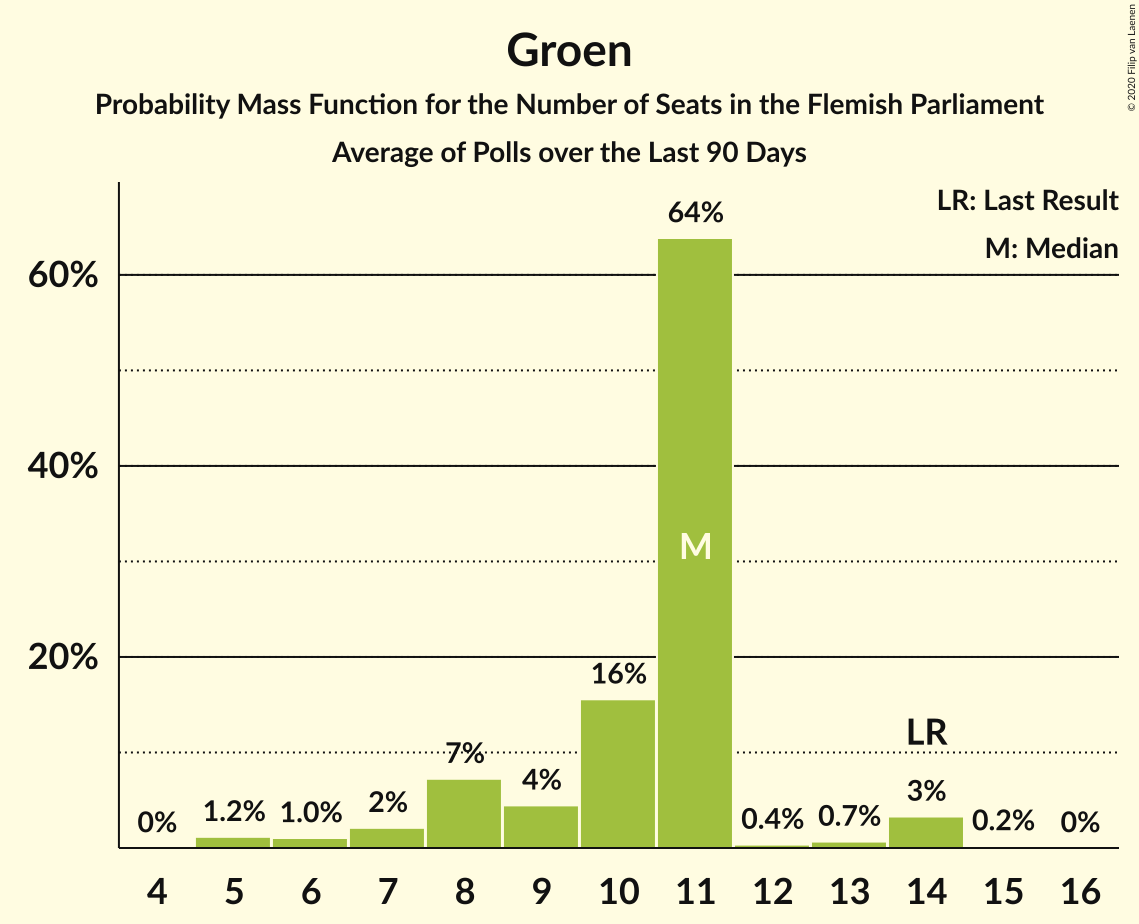 Groen
Probability Mass Function for the Number of Seats in the Flemish Parliament
Average of Polls over the Last 90 Days
© 2020 Filip van Laenen
LR: Last Result
M: Median
60%
40%
20%
0%
1.2%
1.0%
2%
7%
4%
16%
64%
M
0.4%
0.7%
LR
3%
0.2%
0%
4 5 6 7 8 9 10 11 12 13 14 15 16